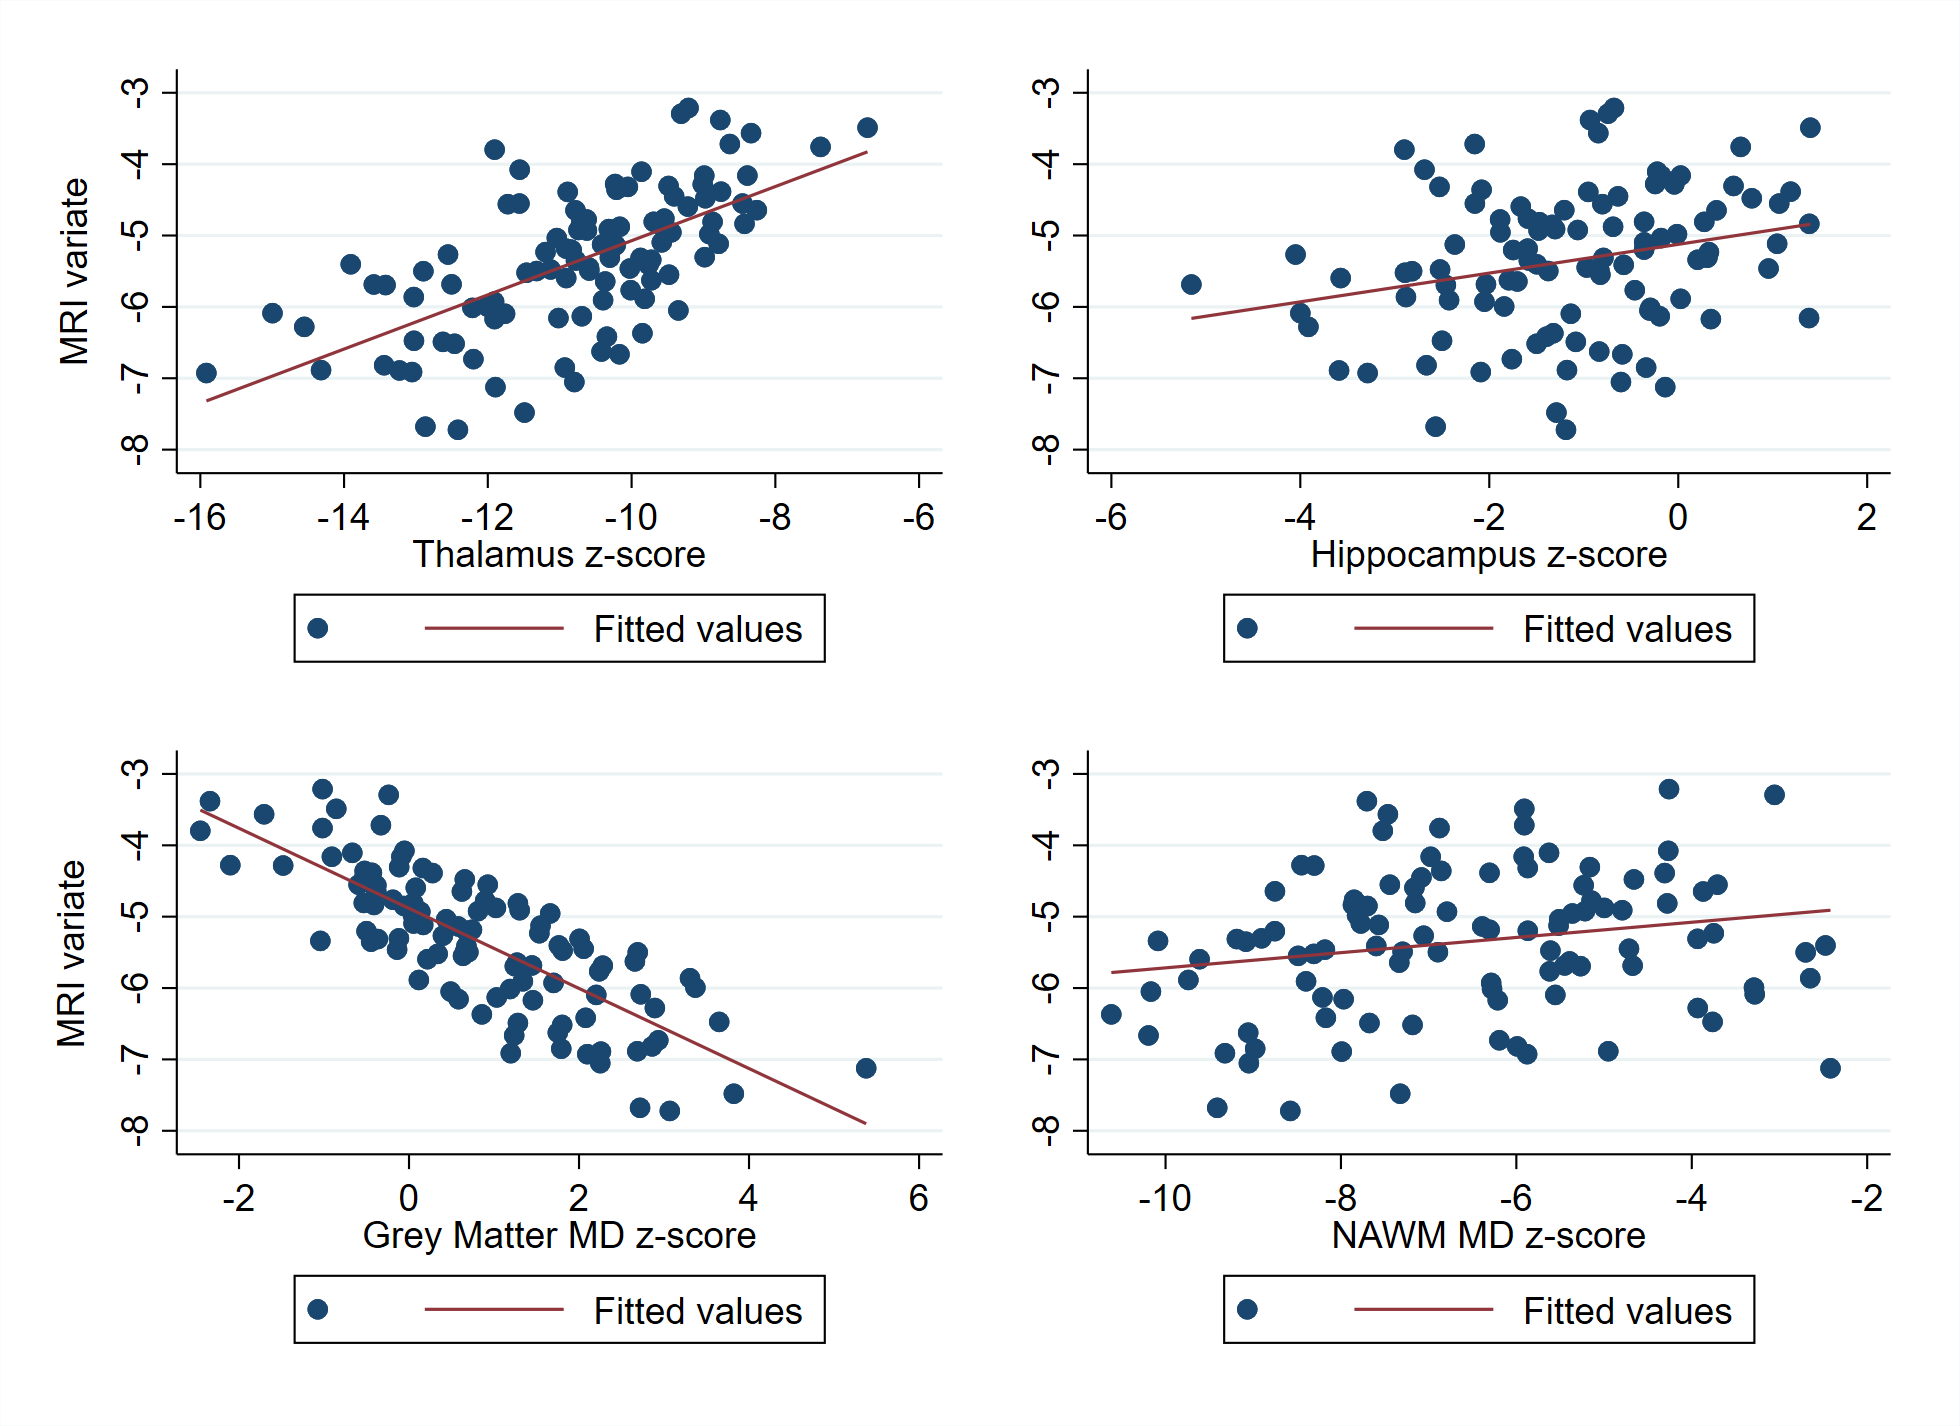 MRI variate
-3
-4
-5
-6
-7
-8
-16 -14 -12 -10 -8 -6
Thalamus z-score
Fitted values
-3
-4
-5
-6
-7
-8
-6 -4 -2 0 2
Hippocampus z-score
Fitted values
MRI variate
-3
-4
-5
-6
-7
-8
-2 0 2 4 6
Grey Matter MD z-score
Fitted values
-3
-4
-5
-6
-7
-8
-10 -8 -6 -4 -2
NAWM MD z-score
Fitted values